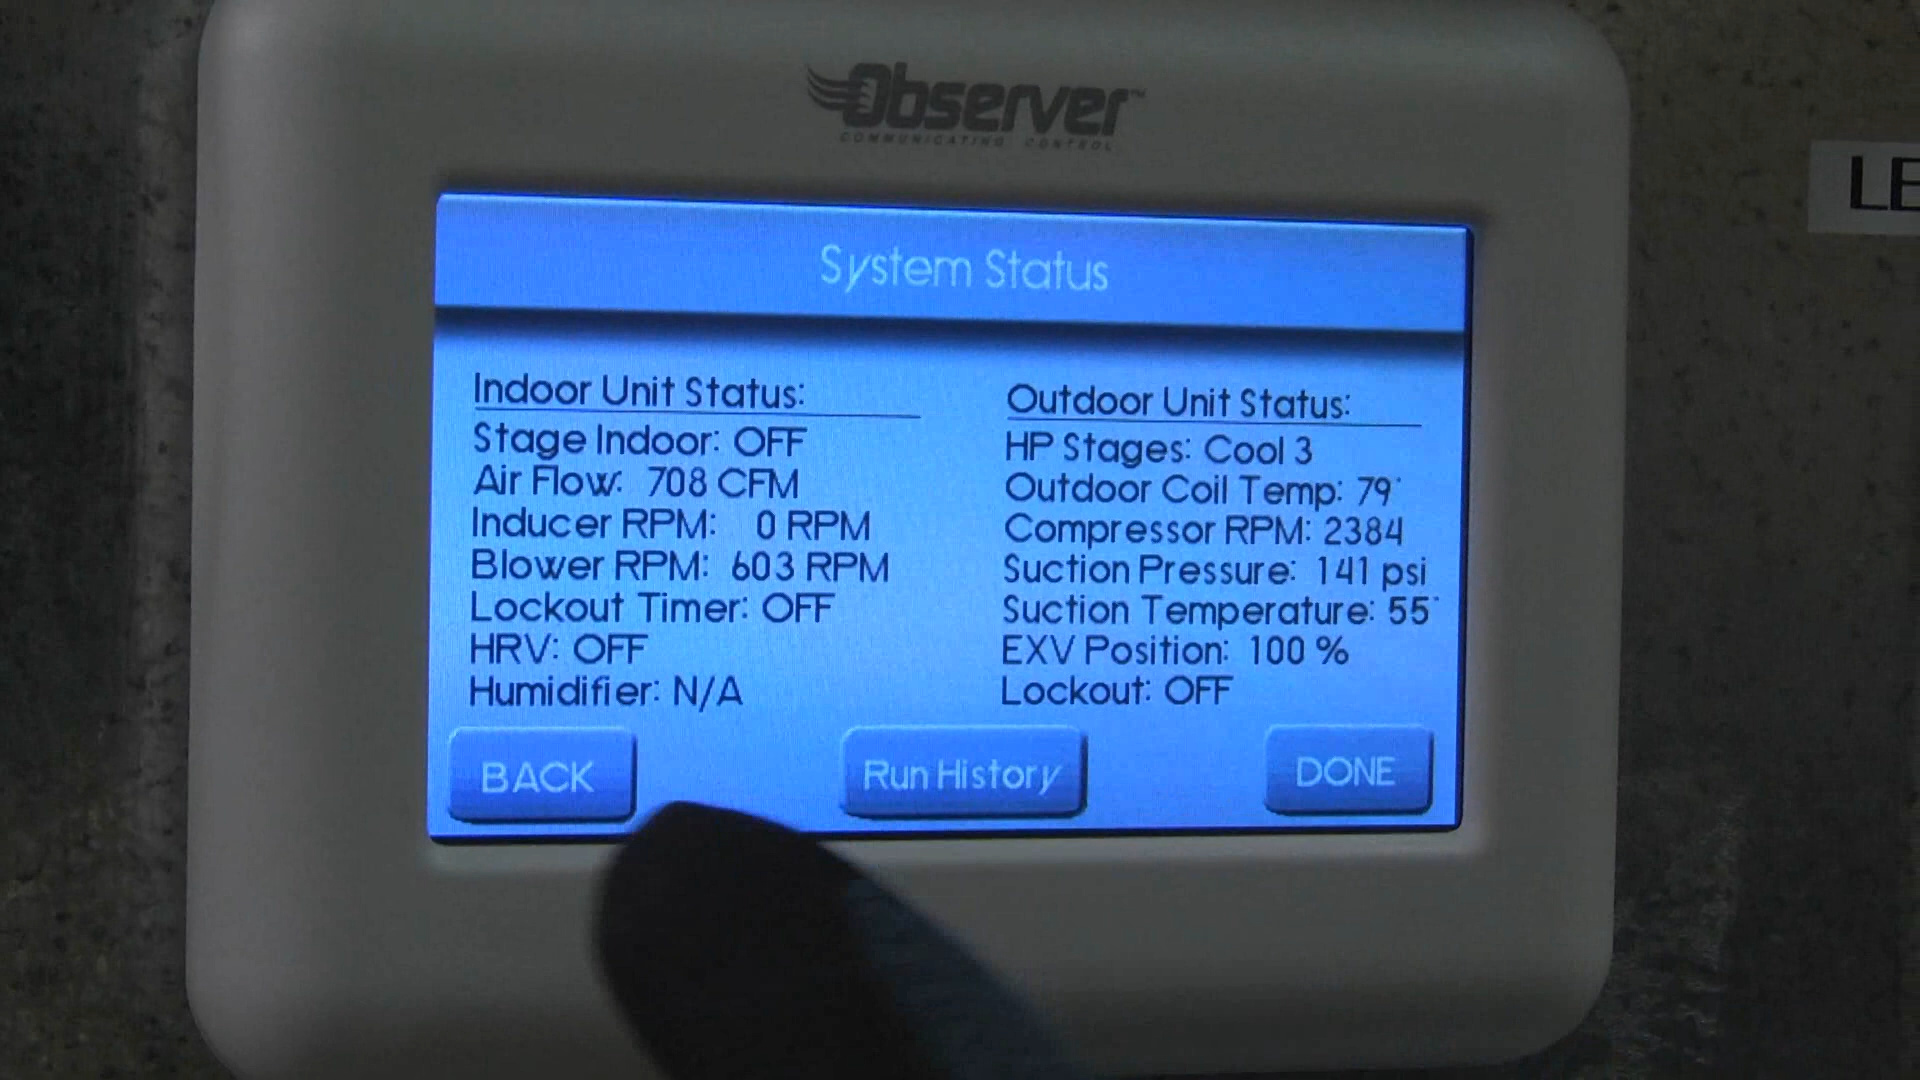 Observer™
COMMUNICATING CONTROL
LE
System Status
Indoor Unit Status:
Stage Indoor: OFF
Air Flow: 708 CFM
Inducer RPM: 0 RPM
Blower RPM: 603 RPM
Lockout Timer: OFF
HRV: OFF
Humidifier: N/A
Outdoor Unit Status:
HP Stages: Cool 3
Outdoor Coil Temp: 79°
Compressor RPM: 2384
Suction Pressure: 141 psi
Suction Temperature: 55°
EXV Position: 100 %
Lockout: OFF
BACK
Run History
DONE